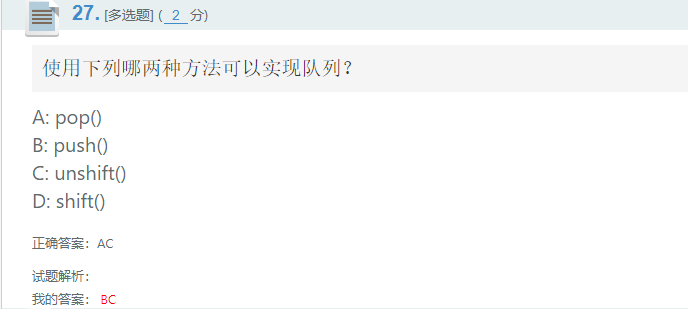 27. [多选题] ( 2 分)
使用下列哪两种方法可以实现队列？
A: pop()
B: push()
C: unshift()
D: shift()
正确答案：AC
试题解析：
我的答案： BC